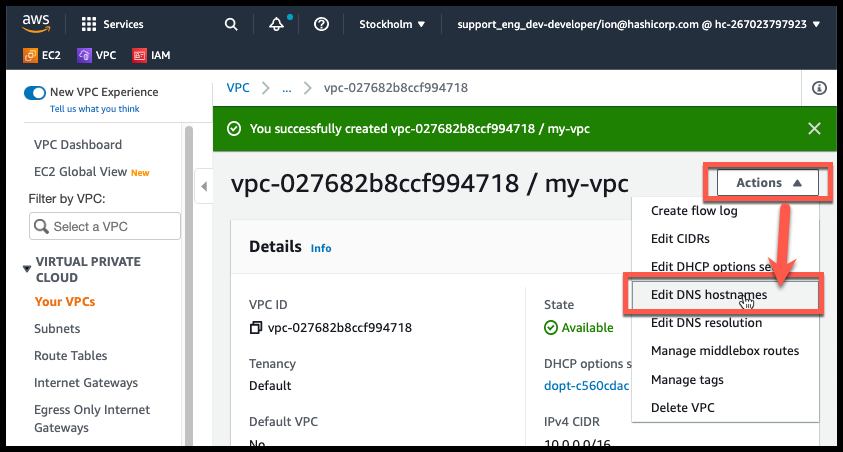 aws
Services
Stockholm ▼
support_eng_dev-developer/ion@hashicorp.com @ hc-267023797923 ▼
EC2
VPC
IAM
New VPC Experience
Tell us what you think
VPC Dashboard
EC2 Global View New
Filter by VPC:
Select a VPC
VIRTUAL PRIVATE
CLOUD
Your VPCs
Subnets
Route Tables
Internet Gateways
Egress Only Internet
Gateways
VPC > ... > vpc-027682b8ccf994718
You successfully created vpc-027682b8ccf994718 / my-vpc
vpc-027682b8ccf994718 / my-vpc
Actions ▲
Create flow log
Edit CIDRs
Edit DHCP options se
Edit DNS hostnames
Edit DNS resolution
Manage middlebox routes
Manage tags
Delete VPC
Details Info
VPC ID
vpc-027682b8ccf994718
Tenancy
Default
Default VPC
No
State
Available
DHCP options s
dopt-c560cdac
IPv4 CIDR
10.0.0.0/16